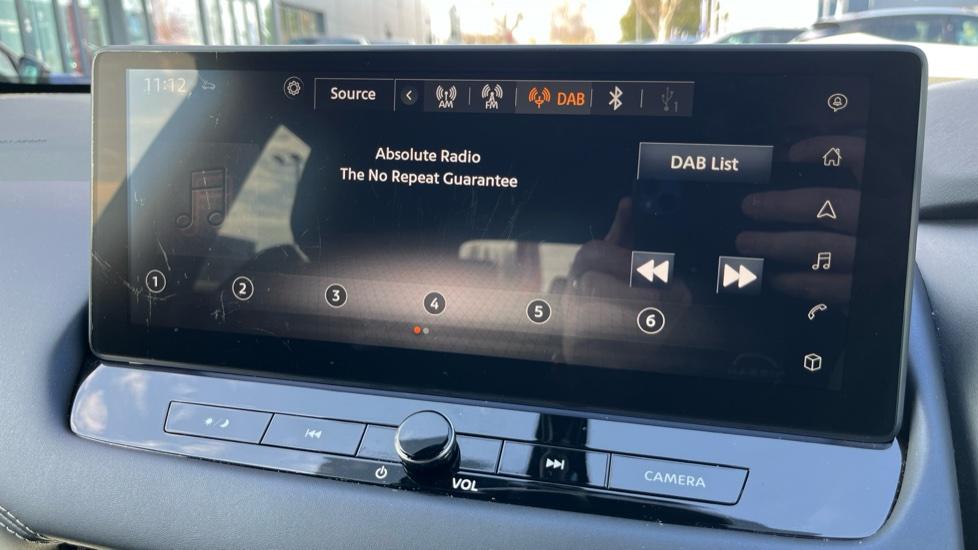 11:12
Source
AM
FM
DAB
1
Absolute Radio
The No Repeat Guarantee
DAB List
1
2
3
4
5
6
VOL
CAMERA